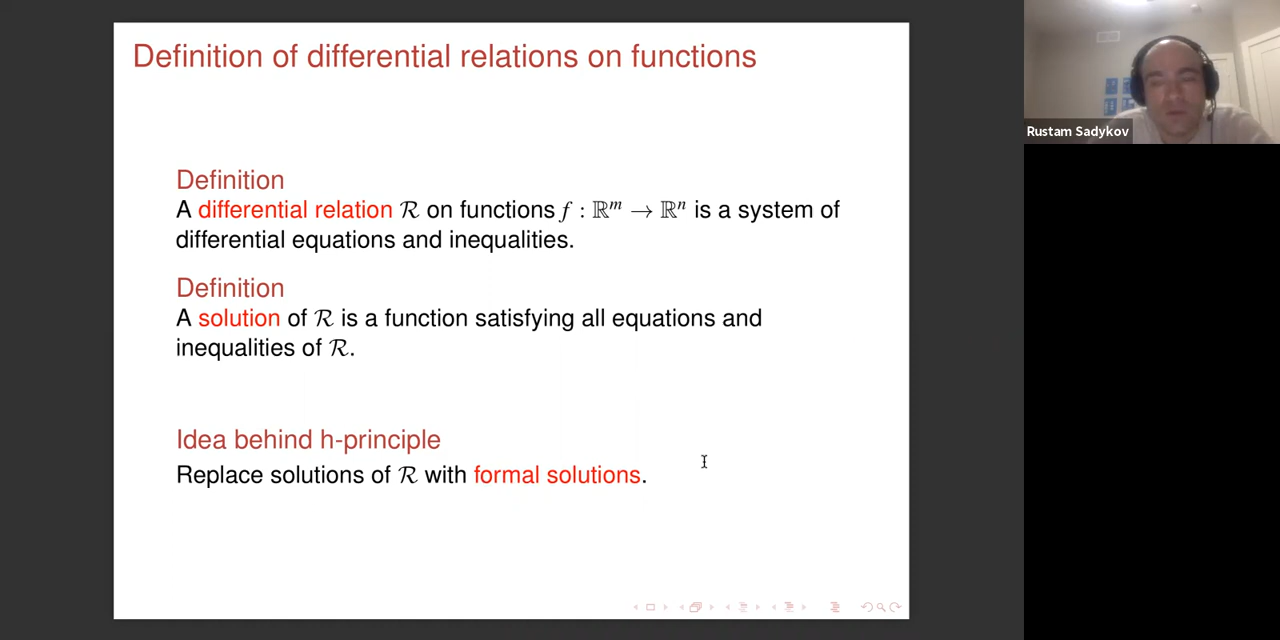 Definition of differential relations on functions
Definition
A differential relation ℛ on functions f : ℝᵐ → ℝⁿ is a system of
differential equations and inequalities.
Definition
A solution of ℛ is a function satisfying all equations and
inequalities of ℛ.
Idea behind h-principle
Replace solutions of ℛ with formal solutions.
Rustam Sadykov